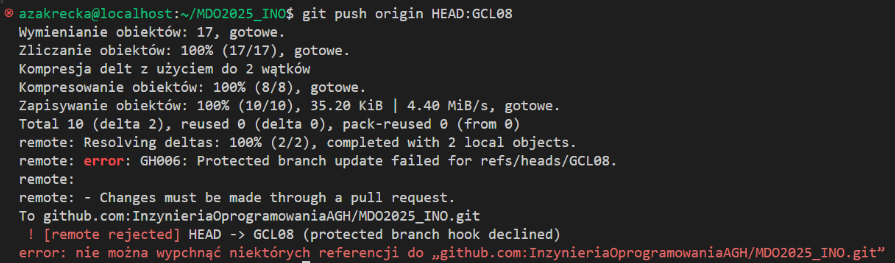 azakrecka@localhost:~/MDO2025_INO$ git push origin HEAD:GCL08
Wymienianie obiektów: 17, gotowe.
Zliczanie obiektów: 100% (17/17), gotowe.
Kompresja delt z użyciem do 2 wątków
Kompresowanie obiektów: 100% (8/8), gotowe.
Zapisywanie obiektów: 100% (10/10), 35.20 KiB | 4.40 MiB/s, gotowe.
Total 10 (delta 2), reused 0 (delta 0), pack-reused 0 (from 0)
remote: Resolving deltas: 100% (2/2), completed with 2 local objects.
remote: error: GH006: Protected branch update failed for refs/heads/GCL08.
remote:
remote: - Changes must be made through a pull request.
To github.com:InzynieriaOprogramowaniaAGH/MDO2025_INO.git
 ! [remote rejected] HEAD -> GCL08 (protected branch hook declined)
error: nie można wypchnąć niektórych referencji do „github.com:InzynieriaOprogramowaniaAGH/MDO2025_INO.git”